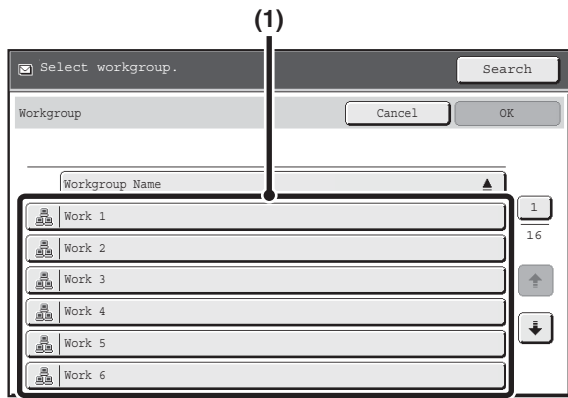 (1)
Select workgroup.
Search
Workgroup
Cancel
OK
Workgroup Name
Work 1
1
16
Work 2
Work 3
Work 4
Work 5
Work 6